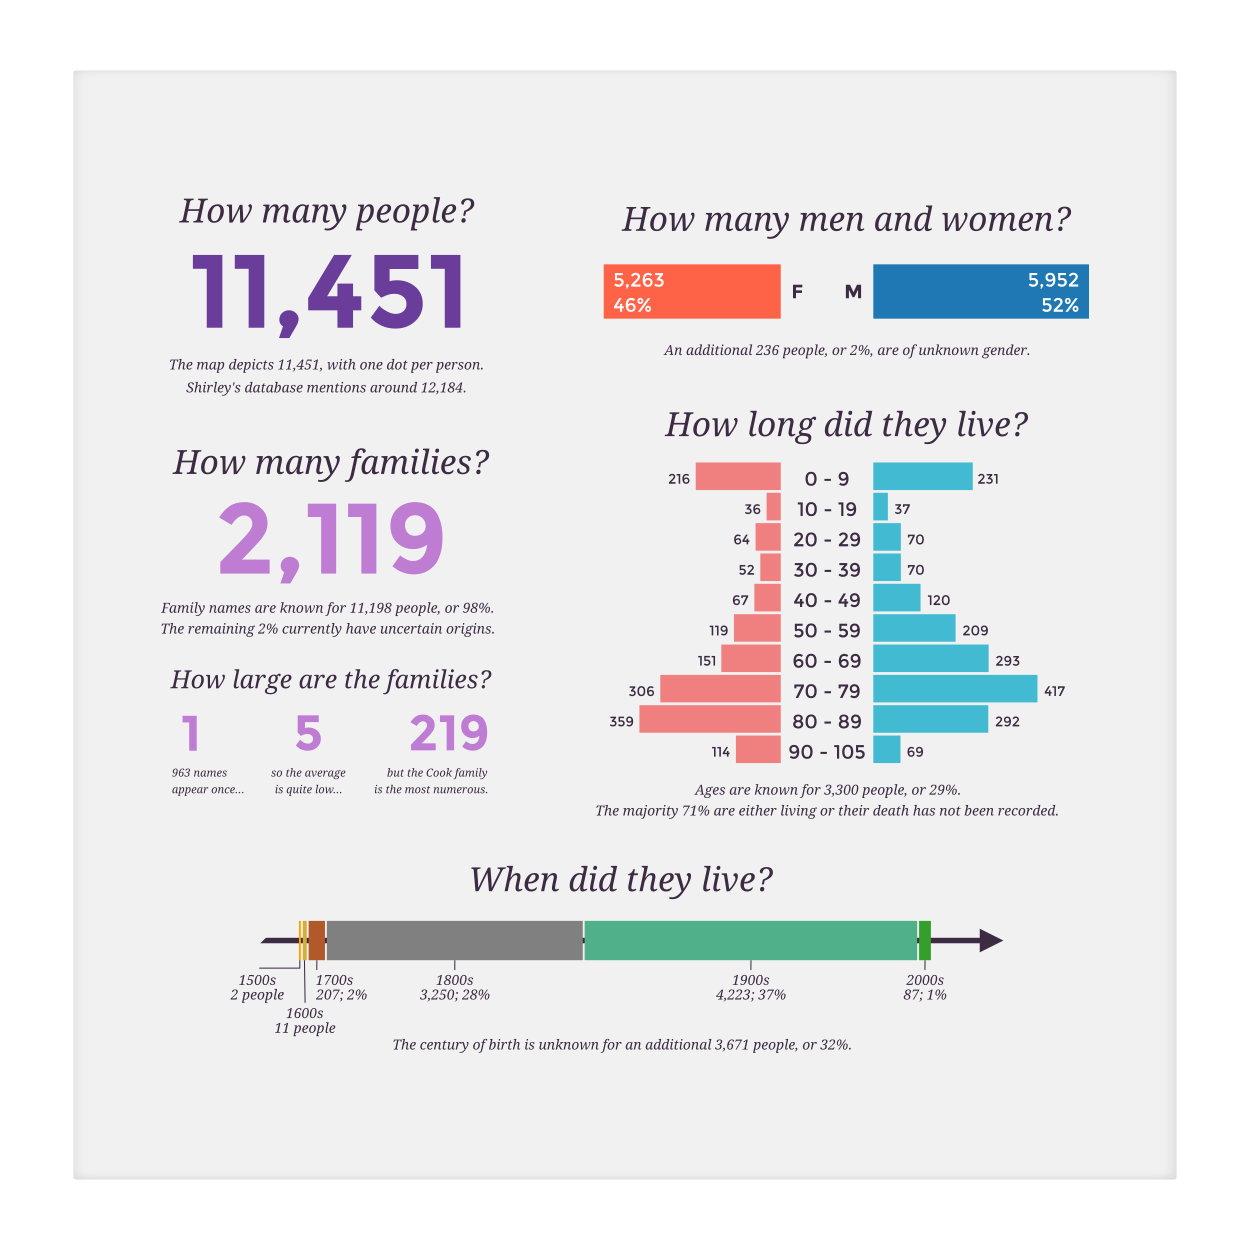 How many people?
11,451
The map depicts 11,451, with one dot per person.
Shirley's database mentions around 12,184.
How many families?
2,119
Family names are known for 11,198 people, or 98%.
The remaining 2% currently have uncertain origins.
How large are the families?
1 5 219
963 names so the average but the Cook family
appear once... is quite low... is the most numerous.
How many men and women?
5,263 5,952
F M
46% 52%
An additional 236 people, or 2%, are of unknown gender.
How long did they live?
216 0 - 9 231
36 10 - 19 37
64 20 - 29 70
52 30 - 39 70
67 40 - 49 120
119 50 - 59 209
151 60 - 69 293
306 70 - 79 417
359 80 - 89 292
114 90 - 105 69
Ages are known for 3,300 people, or 29%.
The majority 71% are either living or their death has not been recorded.
When did they live?
1500s 1700s 1800s 1900s 2000s
2 people 207; 2% 3,250; 28% 4,223; 37% 87; 1%
1600s
11 people
The century of birth is unknown for an additional 3,671 people, or 32%.